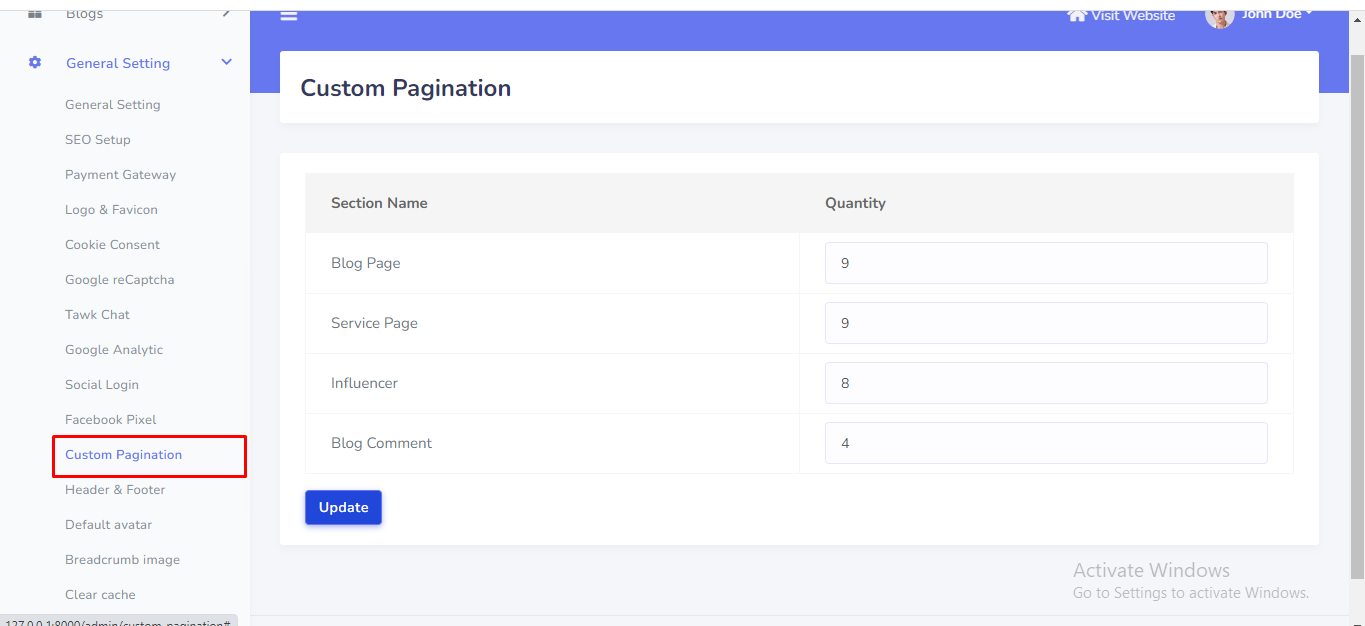 Blogs
Visit Website
John Doe
General Setting
Custom Pagination
General Setting
SEO Setup
Payment Gateway
Logo & Favicon
Cookie Consent
Google reCaptcha
Tawk Chat
Google Analytic
Social Login
Facebook Pixel
Custom Pagination
Header & Footer
Default avatar
Breadcrumb image
Clear cache
Section Name Quantity
Blog Page 9
Service Page 9
Influencer 8
Blog Comment 4
Update
Activate Windows
Go to Settings to activate Windows.
127.0.0.1:8000/admin/custom-pagination#